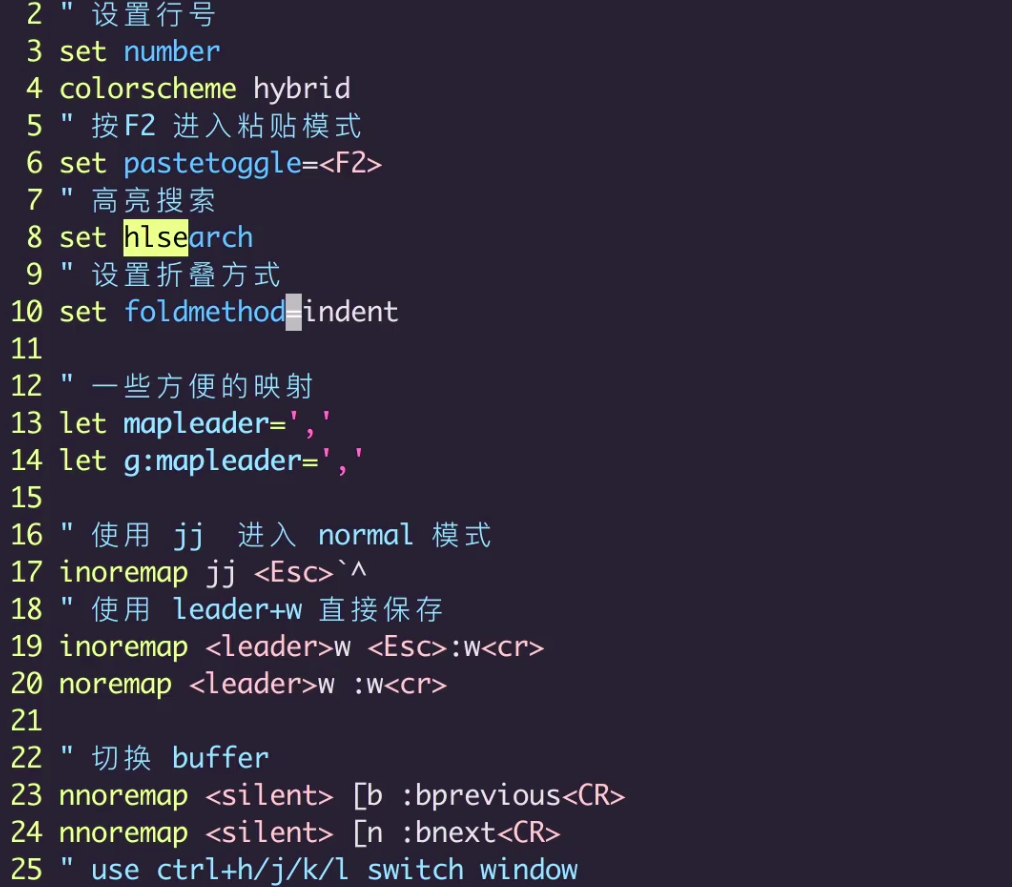 2 " 设置行号
3 set number
4 colorscheme hybrid
5 " 按F2 进入粘贴模式
6 set pastetoggle=<F2>
7 " 高亮搜索
8 set hlsearch
9 " 设置折叠方式
10 set foldmethod=indent
11
12 " 一些方便的映射
13 let mapleader=','
14 let g:mapleader=','
15
16 " 使用 jj  进入 normal 模式
17 inoremap jj <Esc>`^
18 " 使用 leader+w 直接保存
19 inoremap <leader>w <Esc>:w<cr>
20 noremap <leader>w :w<cr>
21
22 " 切换 buffer
23 nnoremap <silent> [b :bprevious<CR>
24 nnoremap <silent> [n :bnext<CR>
25 " use ctrl+h/j/k/l switch window